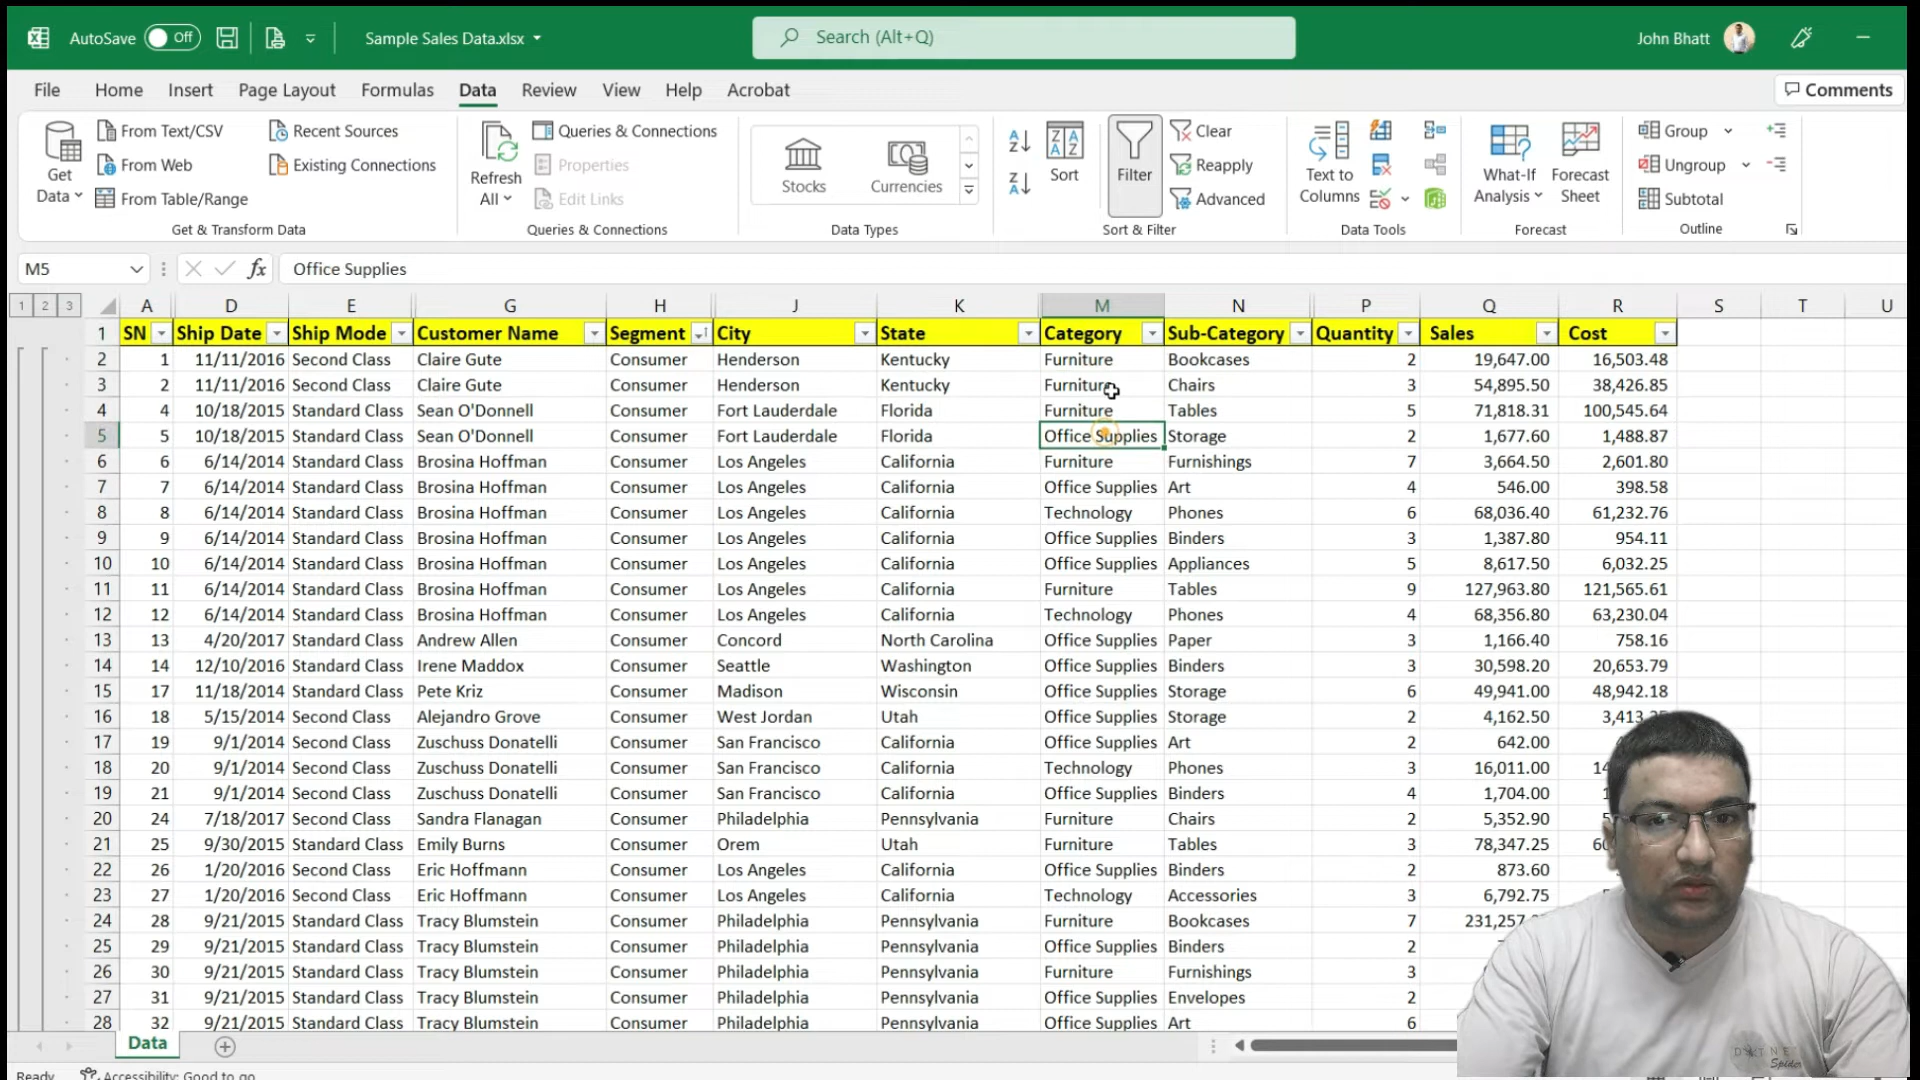 AutoSave Off Sample Sales Data.xlsx Search (Alt+Q) John Bhatt
File Home Insert Page Layout Formulas Data Review View Help Acrobat Comments
Get Data From Text/CSV From Web From Table/Range Recent Sources Existing Connections
Refresh All Queries & Connections Properties Edit Links
Stocks Currencies
Sort Filter Clear Reapply Advanced
Text to Columns What-If Analysis Forecast Sheet
Group Ungroup Subtotal
Get & Transform Data Queries & Connections Data Types Sort & Filter Data Tools Forecast Outline
M5 fx Office Supplies
1 2 3 A D E G H J K M N P Q R S T U
1 SN Ship Date Ship Mode Customer Name Segment City State Category Sub-Category Quantity Sales Cost
2 1 11/11/2016 Second Class Claire Gute Consumer Henderson Kentucky Furniture Bookcases 2 19,647.00 16,503.48
3 2 11/11/2016 Second Class Claire Gute Consumer Henderson Kentucky Furniture Chairs 3 54,895.50 38,426.85
4 4 10/18/2015 Standard Class Sean O'Donnell Consumer Fort Lauderdale Florida Furniture Tables 5 71,818.31 100,545.64
5 5 10/18/2015 Standard Class Sean O'Donnell Consumer Fort Lauderdale Florida Office Supplies Storage 2 1,677.60 1,488.87
6 6 6/14/2014 Standard Class Brosina Hoffman Consumer Los Angeles California Furniture Furnishings 7 3,664.50 2,601.80
7 7 6/14/2014 Standard Class Brosina Hoffman Consumer Los Angeles California Office Supplies Art 4 546.00 398.58
8 8 6/14/2014 Standard Class Brosina Hoffman Consumer Los Angeles California Technology Phones 6 68,036.40 61,232.76
9 9 6/14/2014 Standard Class Brosina Hoffman Consumer Los Angeles California Office Supplies Binders 3 1,387.80 954.11
10 10 6/14/2014 Standard Class Brosina Hoffman Consumer Los Angeles California Office Supplies Appliances 5 8,617.50 6,032.25
11 11 6/14/2014 Standard Class Brosina Hoffman Consumer Los Angeles California Furniture Tables 9 127,963.80 121,565.61
12 12 6/14/2014 Standard Class Brosina Hoffman Consumer Los Angeles California Technology Phones 4 68,356.80 63,230.04
13 13 4/20/2017 Standard Class Andrew Allen Consumer Concord North Carolina Office Supplies Paper 3 1,166.40 758.16
14 14 12/10/2016 Standard Class Irene Maddox Consumer Seattle Washington Office Supplies Binders 3 30,598.20 20,653.79
15 17 11/18/2014 Standard Class Pete Kriz Consumer Madison Wisconsin Office Supplies Storage 6 49,941.00 48,942.18
16 18 5/15/2014 Second Class Alejandro Grove Consumer West Jordan Utah Office Supplies Storage 2 4,162.50
17 19 9/1/2014 Second Class Zuschuss Donatelli Consumer San Francisco California Office Supplies Art 2 642.00
18 20 9/1/2014 Second Class Zuschuss Donatelli Consumer San Francisco California Technology Phones 3 16,011.00
19 21 9/1/2014 Second Class Zuschuss Donatelli Consumer San Francisco California Office Supplies Binders 4 1,704.00
20 24 7/18/2017 Second Class Sandra Flanagan Consumer Philadelphia Pennsylvania Furniture Chairs 2 5,352.90
21 25 9/30/2015 Standard Class Emily Burns Consumer Orem Utah Furniture Tables 3 78,347.25
22 26 1/20/2016 Second Class Eric Hoffmann Consumer Los Angeles California Office Supplies Binders 2 873.60
23 27 1/20/2016 Second Class Eric Hoffmann Consumer Los Angeles California Technology Accessories 3 6,792.75
24 28 9/21/2015 Standard Class Tracy Blumstein Consumer Philadelphia Pennsylvania Furniture Bookcases 7
25 29 9/21/2015 Standard Class Tracy Blumstein Consumer Philadelphia Pennsylvania Office Supplies Binders 2
26 30 9/21/2015 Standard Class Tracy Blumstein Consumer Philadelphia Pennsylvania Furniture Furnishings 3
27 31 9/21/2015 Standard Class Tracy Blumstein Consumer Philadelphia Pennsylvania Office Supplies Envelopes 2
28 32 9/21/2015 Standard Class Tracy Blumstein Consumer Philadelphia Pennsylvania Office Supplies Art 6
Data
Ready Accessibility: Good to go
Spider